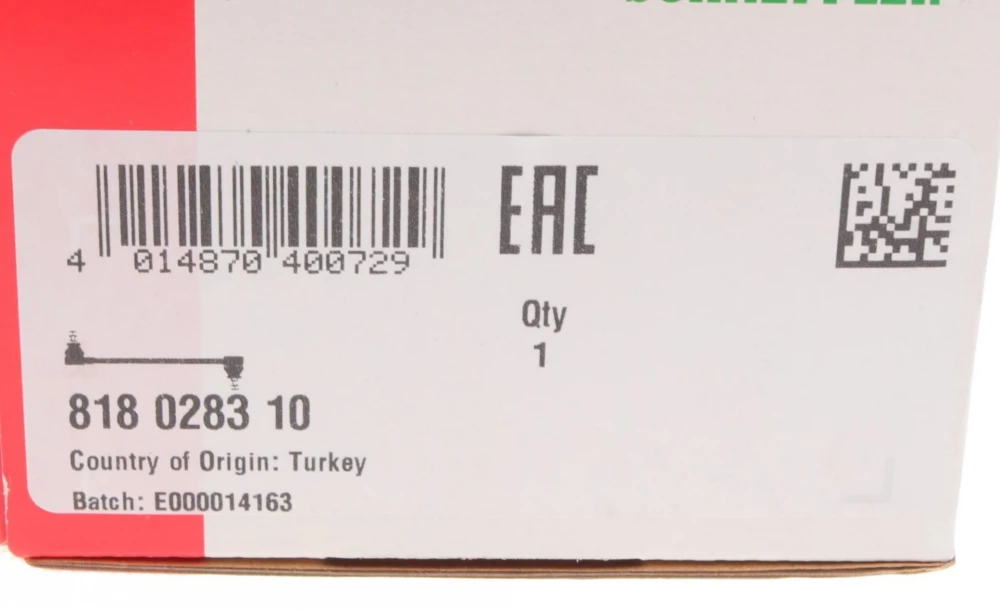 4 014870 400729
EAC
Qty
1
818 0283 10
Country of Origin: Turkey
Batch: E000014163